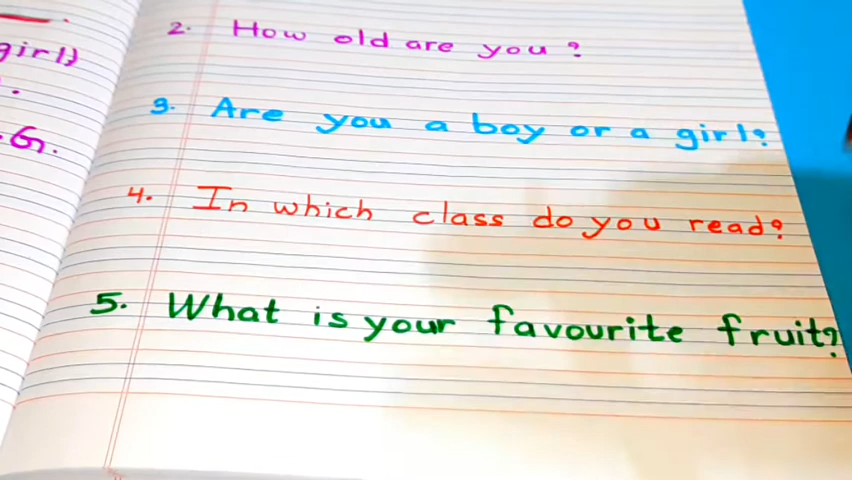 girl)
.
.G.
2. How old are you ?
3. Are you a boy or a girl?
4. In which class do you read?
5. What is your favourite fruit?